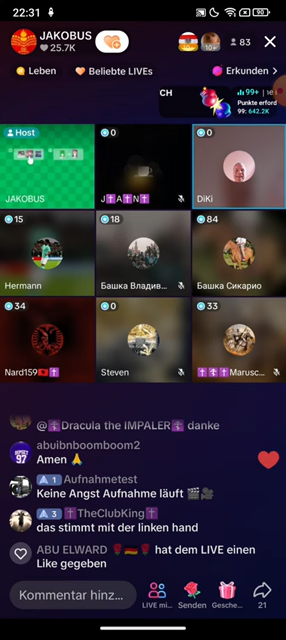 22:31
90
JAKOBUS
25.7K
10+
83
Leben
Beliebte LIVEs
Erkunden
CH
99+
Punkte erford
99: 642.2K
Host
JAKOBUS
0
J✝️A✝️N✝️
0
DiKi
15
Hermann
18
Башка Владив...
84
Башка Сикарио
34
Nard159🇦🇱✝️
0
Steven
33
✝️✝️✝️Marusc...
@✝️Dracula the IMPALER✝️ danke
abuibnboomboom2
Amen 🙏
1 Aufnahmetest
Keine Angst Aufnahme läuft 🎬🎥
3 ✝️TheClubKing✝️
das stimmt mit der linken hand
ABU ELWARD 🌹🇩🇪🌹 hat dem LIVE einen
Like gegeben
Kommentar hinz...
LIVE mi...
Senden
Gesche...
21